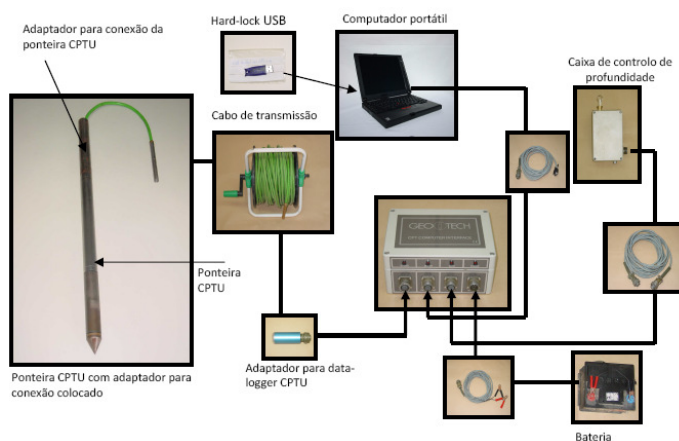 Adaptador para conexão da
ponteira CPTU
Hard-lock USB
Computador portátil
Caixa de controlo de
profundidade
Cabo de transmissão
GEOTECH
Ponteira
CPTU
Adaptador para data-
logger CPTU
Ponteira CPTU com adaptador para
conexão colocado
Bateria